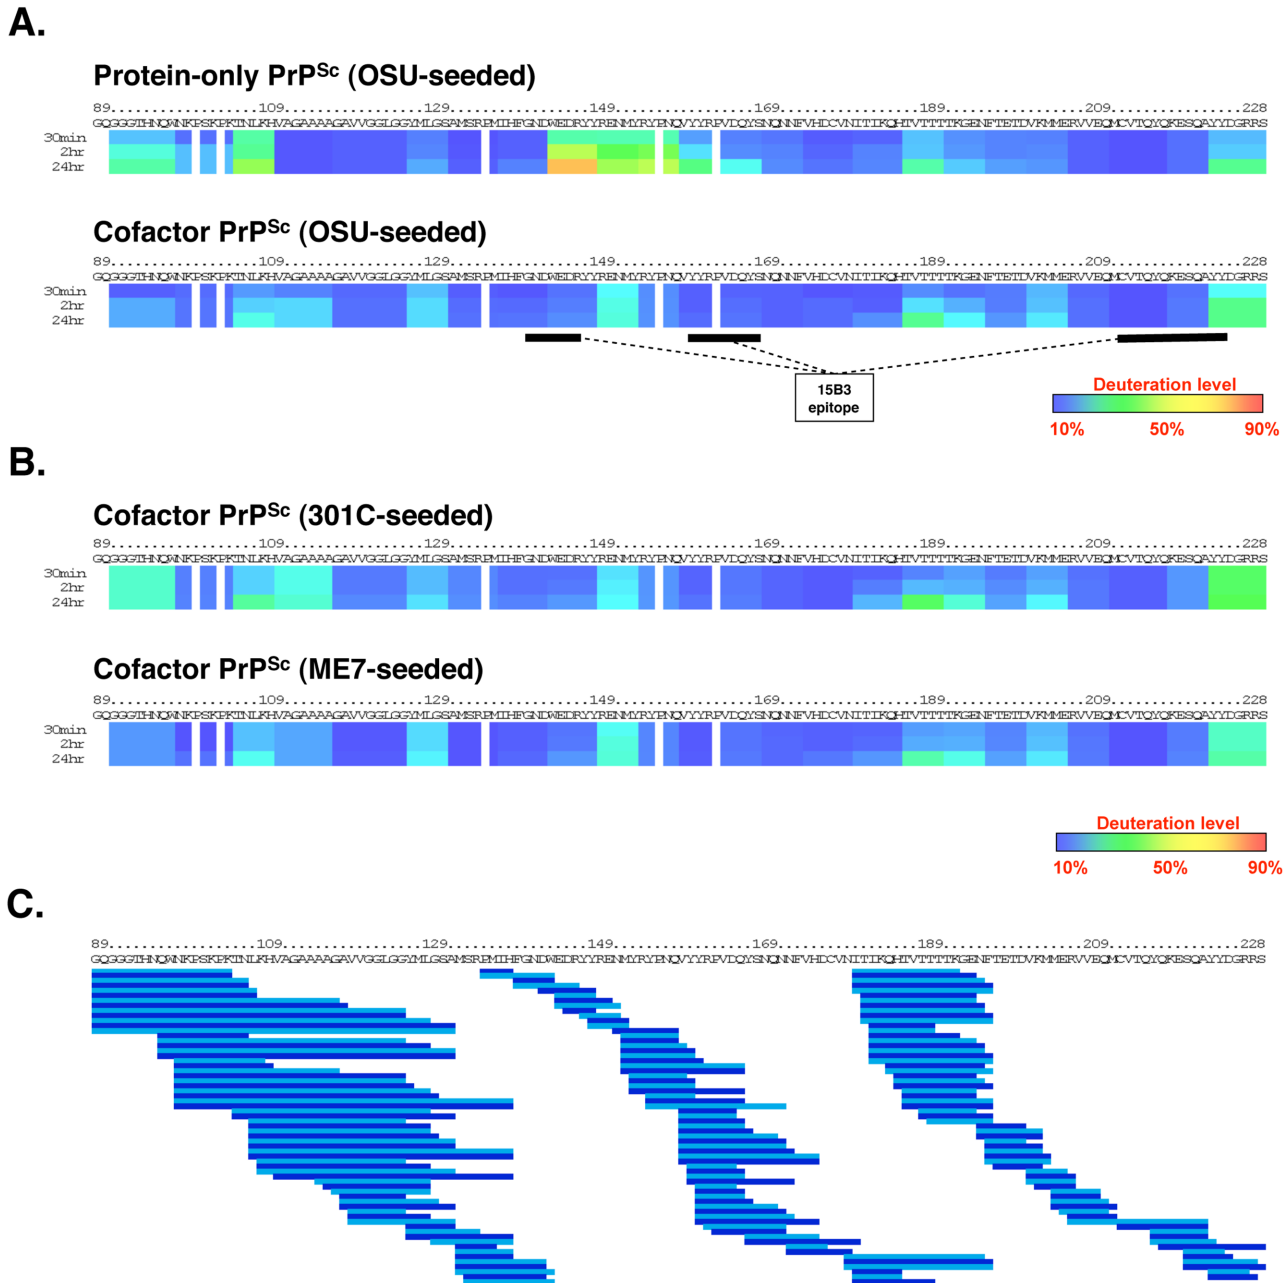 A.
Protein-only PrPSc (OSU-seeded)
89..................109.................129.................149.................169.................189.................209................228
GQGGGTHNQWNKPSKPKTNLKHVAGAAAAGAVVGGLGGYMLGSAMSRPMIHFGNDWEDRYYRENMYRYPNQVYYRPVDQYSNQNNFVHDCVNITIKQHTVTTTTKGENFTETDVKMMERVVEQMCVTQYQKESQAYYDGRRS
30min
2hr
24hr
Cofactor PrPSc (OSU-seeded)
89..................109.................129.................149.................169.................189.................209................228
GQGGGTHNQWNKPSKPKTNLKHVAGAAAAGAVVGGLGGYMLGSAMSRPMIHFGNDWEDRYYRENMYRYPNQVYYRPVDQYSNQNNFVHDCVNITIKQHTVTTTTKGENFTETDVKMMERVVEQMCVTQYQKESQAYYDGRRS
30min
2hr
24hr
15B3
epitope
Deuteration level
10% 50% 90%
B.
Cofactor PrPSc (301C-seeded)
89..................109.................129.................149.................169.................189.................209................228
GQGGGTHNQWNKPSKPKTNLKHVAGAAAAGAVVGGLGGYMLGSAMSRPMIHFGNDWEDRYYRENMYRYPNQVYYRPVDQYSNQNNFVHDCVNITIKQHTVTTTTKGENFTETDVKMMERVVEQMCVTQYQKESQAYYDGRRS
30min
2hr
24hr
Cofactor PrPSc (ME7-seeded)
89..................109.................129.................149.................169.................189.................209................228
GQGGGTHNQWNKPSKPKTNLKHVAGAAAAGAVVGGLGGYMLGSAMSRPMIHFGNDWEDRYYRENMYRYPNQVYYRPVDQYSNQNNFVHDCVNITIKQHTVTTTTKGENFTETDVKMMERVVEQMCVTQYQKESQAYYDGRRS
30min
2hr
24hr
Deuteration level
10% 50% 90%
C.
89..................109.................129.................149.................169.................189.................209................228
GQGGGTHNQWNKPSKPKTNLKHVAGAAAAGAVVGGLGGYMLGSAMSRPMIHFGNDWEDRYYRENMYRYPNQVYYRPVDQYSNQNNFVHDCVNITIKQHTVTTTTKGENFTETDVKMMERVVEQMCVTQYQKESQAYYDGRRS